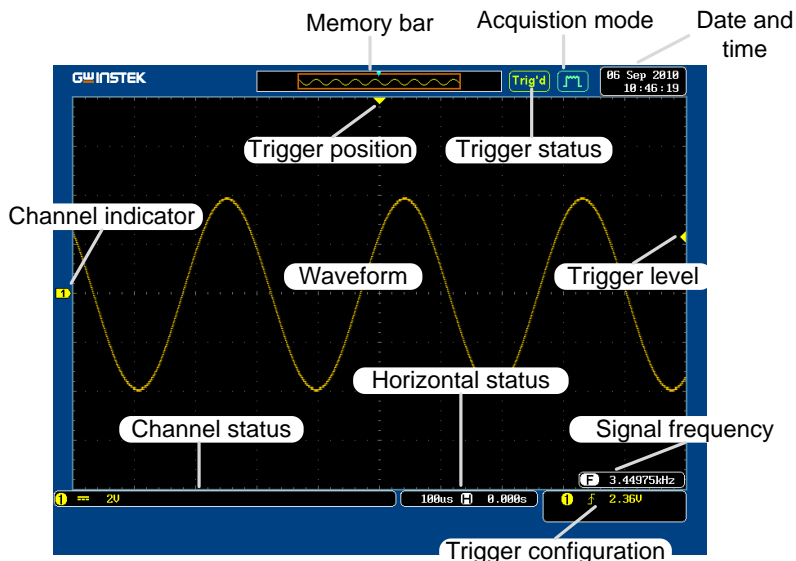 Memory bar
Acquistion mode
Date and
time
GWINSTEK
Trig'd
06 Sep 2010
10:46:19
Trigger position
Trigger status
Channel indicator
Waveform
Trigger level
1
Horizontal status
Channel status
Signal frequency
F 3.44975kHz
1 2V
100us H 0.000s
1 2.36V
Trigger configuration